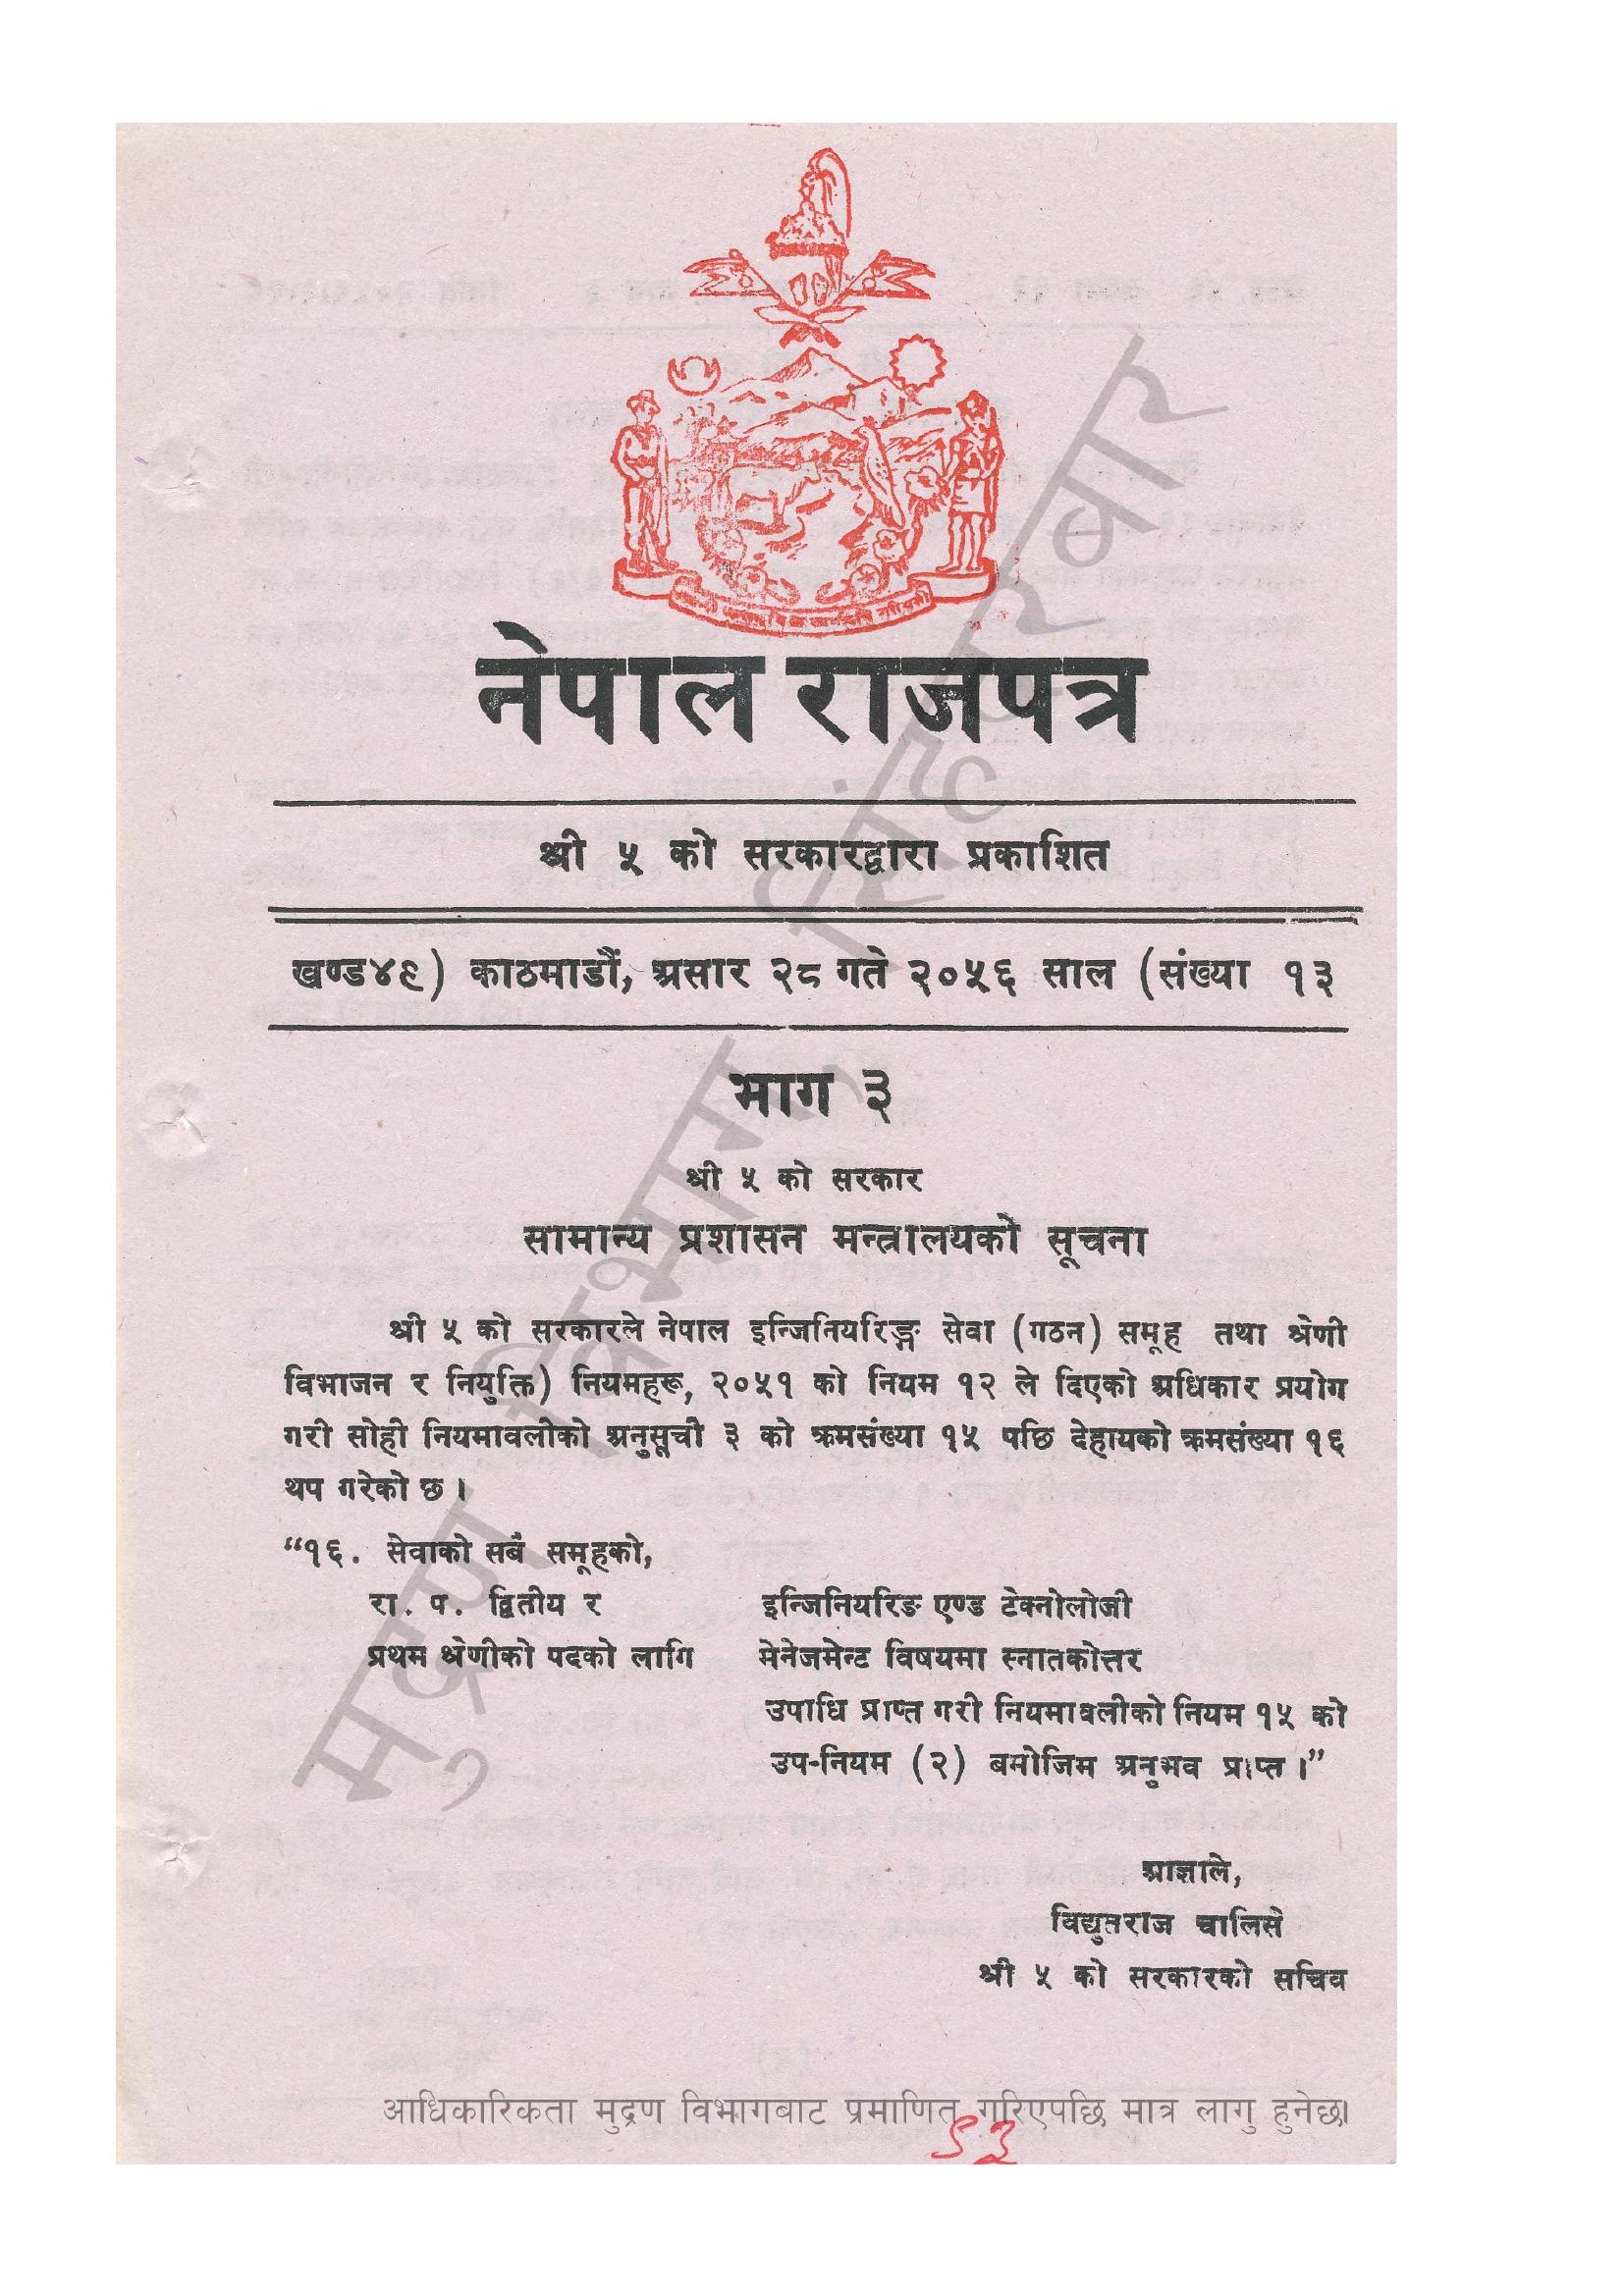 नेपाल राजपत्र
श्री ५ को सरकारद्वारा प्रकाशित
खण्ड४९) काठमाडौं, असार २८ गते २०५६ साल (संख्या १३
भाग ३
श्री ५ को सरकार
सामान्य प्रशासन मन्त्रालयको सूचना
श्री ५ को सरकारले नेपाल इन्जिनियरिङ्ग सेवा (गठन) समूह तथा श्रेणी
विभाजन र नियुक्ति) नियमहरू, २०५१ को नियम १२ ले दिएको अधिकार प्रयोग
गरी सोही नियमावलीको अनुसूची ३ को क्रमसंख्या १५ पछि देहायको क्रमसंख्या १६
थप गरेको छ ।
“१६. सेवाको सबै समूहको,
रा. प. द्वितीय र इन्जिनियरिङ एण्ड टेक्नोलोजी
प्रथम श्रेणीको पदको लागि मेनेजमेन्ट विषयमा स्नातकोत्तर
उपाधि प्राप्त गरी नियमावलीको नियम १५ को
उप-नियम (२) बमोजिम अनुभव प्राप्त ।”
आज्ञाले,
विद्युतराज चालिसे
श्री ५ को सरकारको सचिव
मुद्रण विभाग, सिंहदरबार
आधिकारिकता मुद्रण विभागबाट प्रमाणित गरिएपछि मात्र लागु हुनेछ।